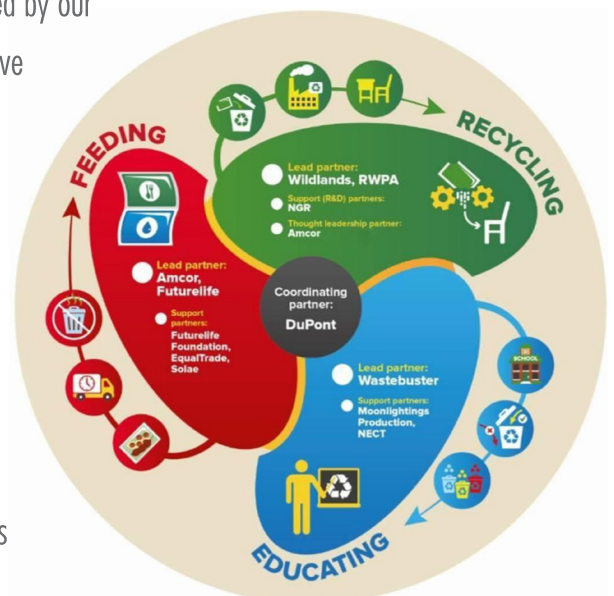 ed by our
ve
FEEDING
Lead partner:
Amcor,
Futurelife
Support
partners:
Futurelife
Foundation,
EqualTrade,
Solae
RECYCLING
Lead partner:
Wildlands, RWPA
Support (R&D) partners:
NGR
Thought leadership partner:
Amcor
Coordinating
partner:
DuPont
Lead partner:
Wastebuster
Support partners:
Moonlightings
Production,
NECT
SCHOOL
EDUCATING
s